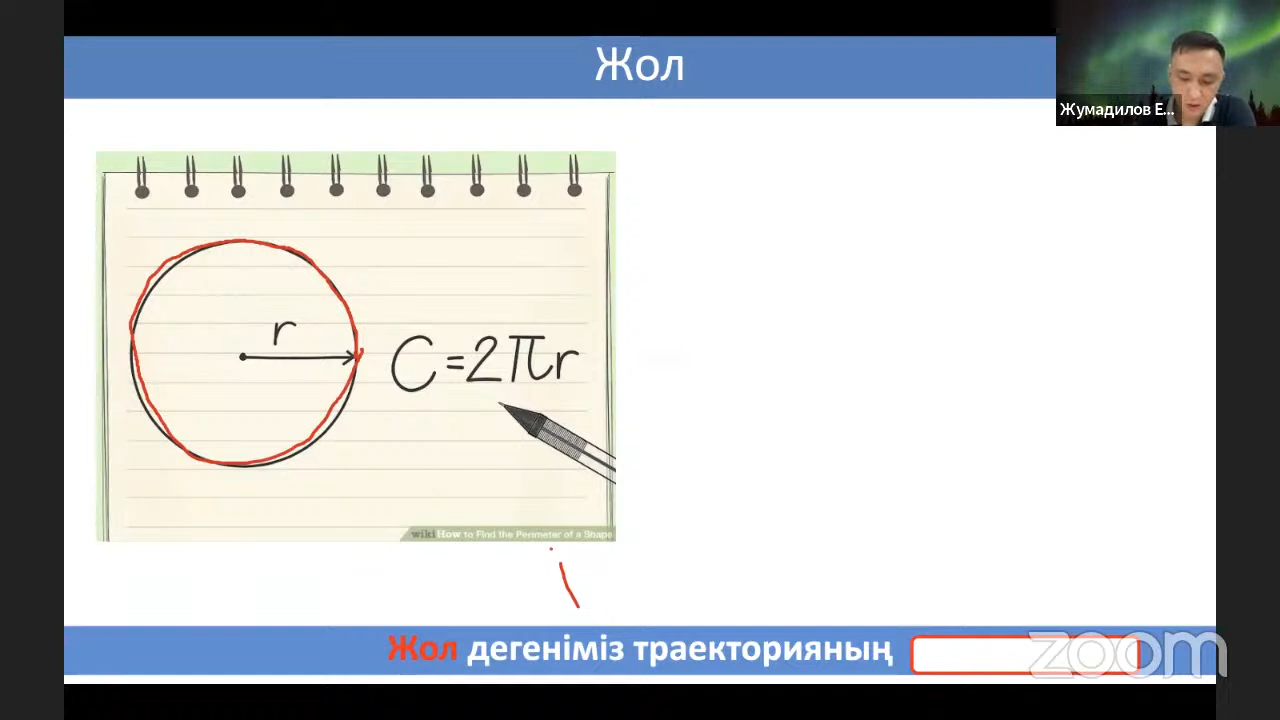 Жол
Жумадилов Е...
r
C=2πr
wikiHow to Find the Perimeter of a Shape
Жол дегеніміз траекторияның
zoom